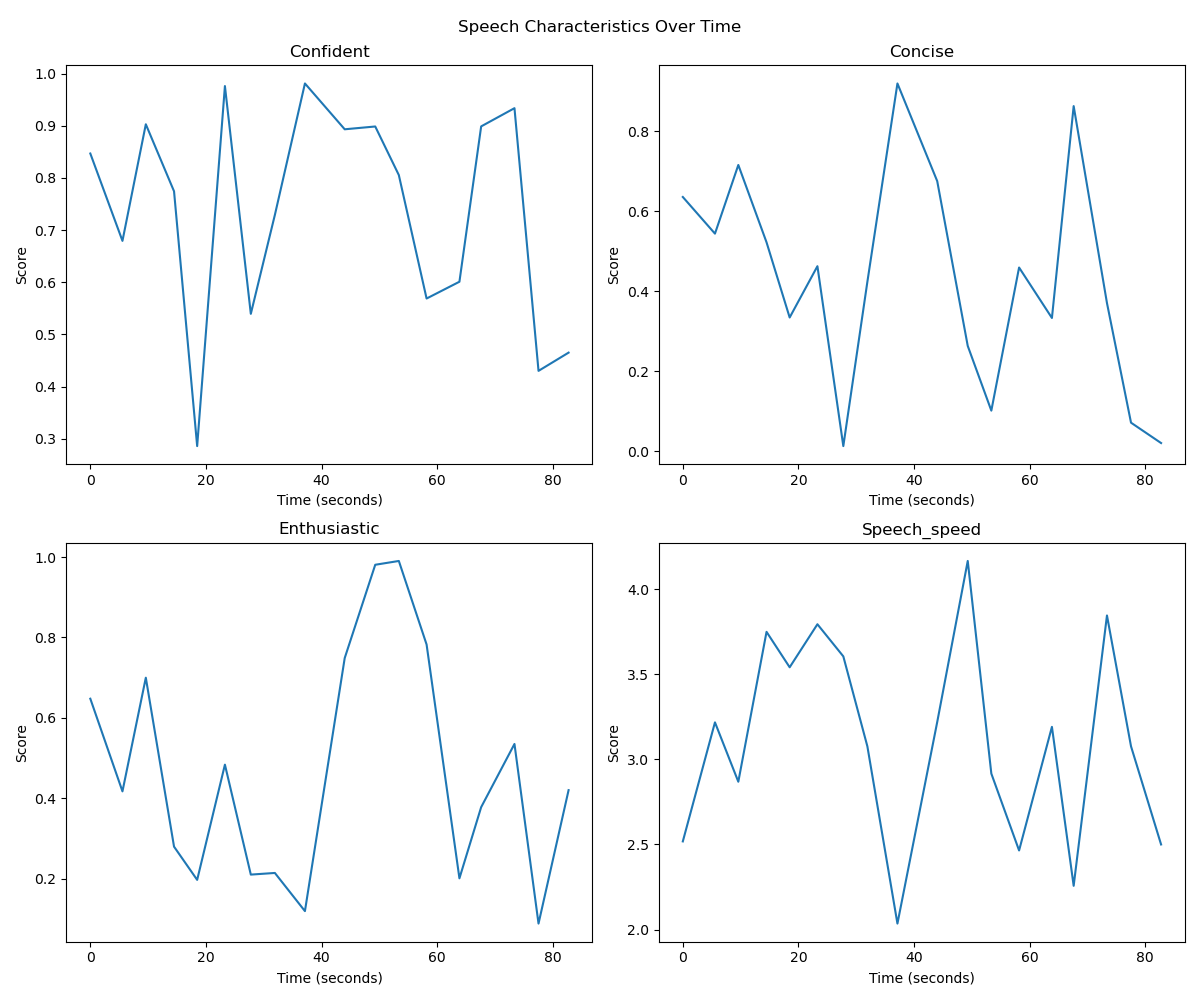 Speech Characteristics Over Time
Confident
1.0
0.9
0.8
0.7
0.6
0.5
0.4
0.3
Score
0 20 40 60 80
Time (seconds)
Concise
0.8
0.6
0.4
0.2
0.0
Score
0 20 40 60 80
Time (seconds)
Enthusiastic
1.0
0.8
0.6
0.4
0.2
Score
0 20 40 60 80
Time (seconds)
Speech_speed
4.0
3.5
3.0
2.5
2.0
Score
0 20 40 60 80
Time (seconds)